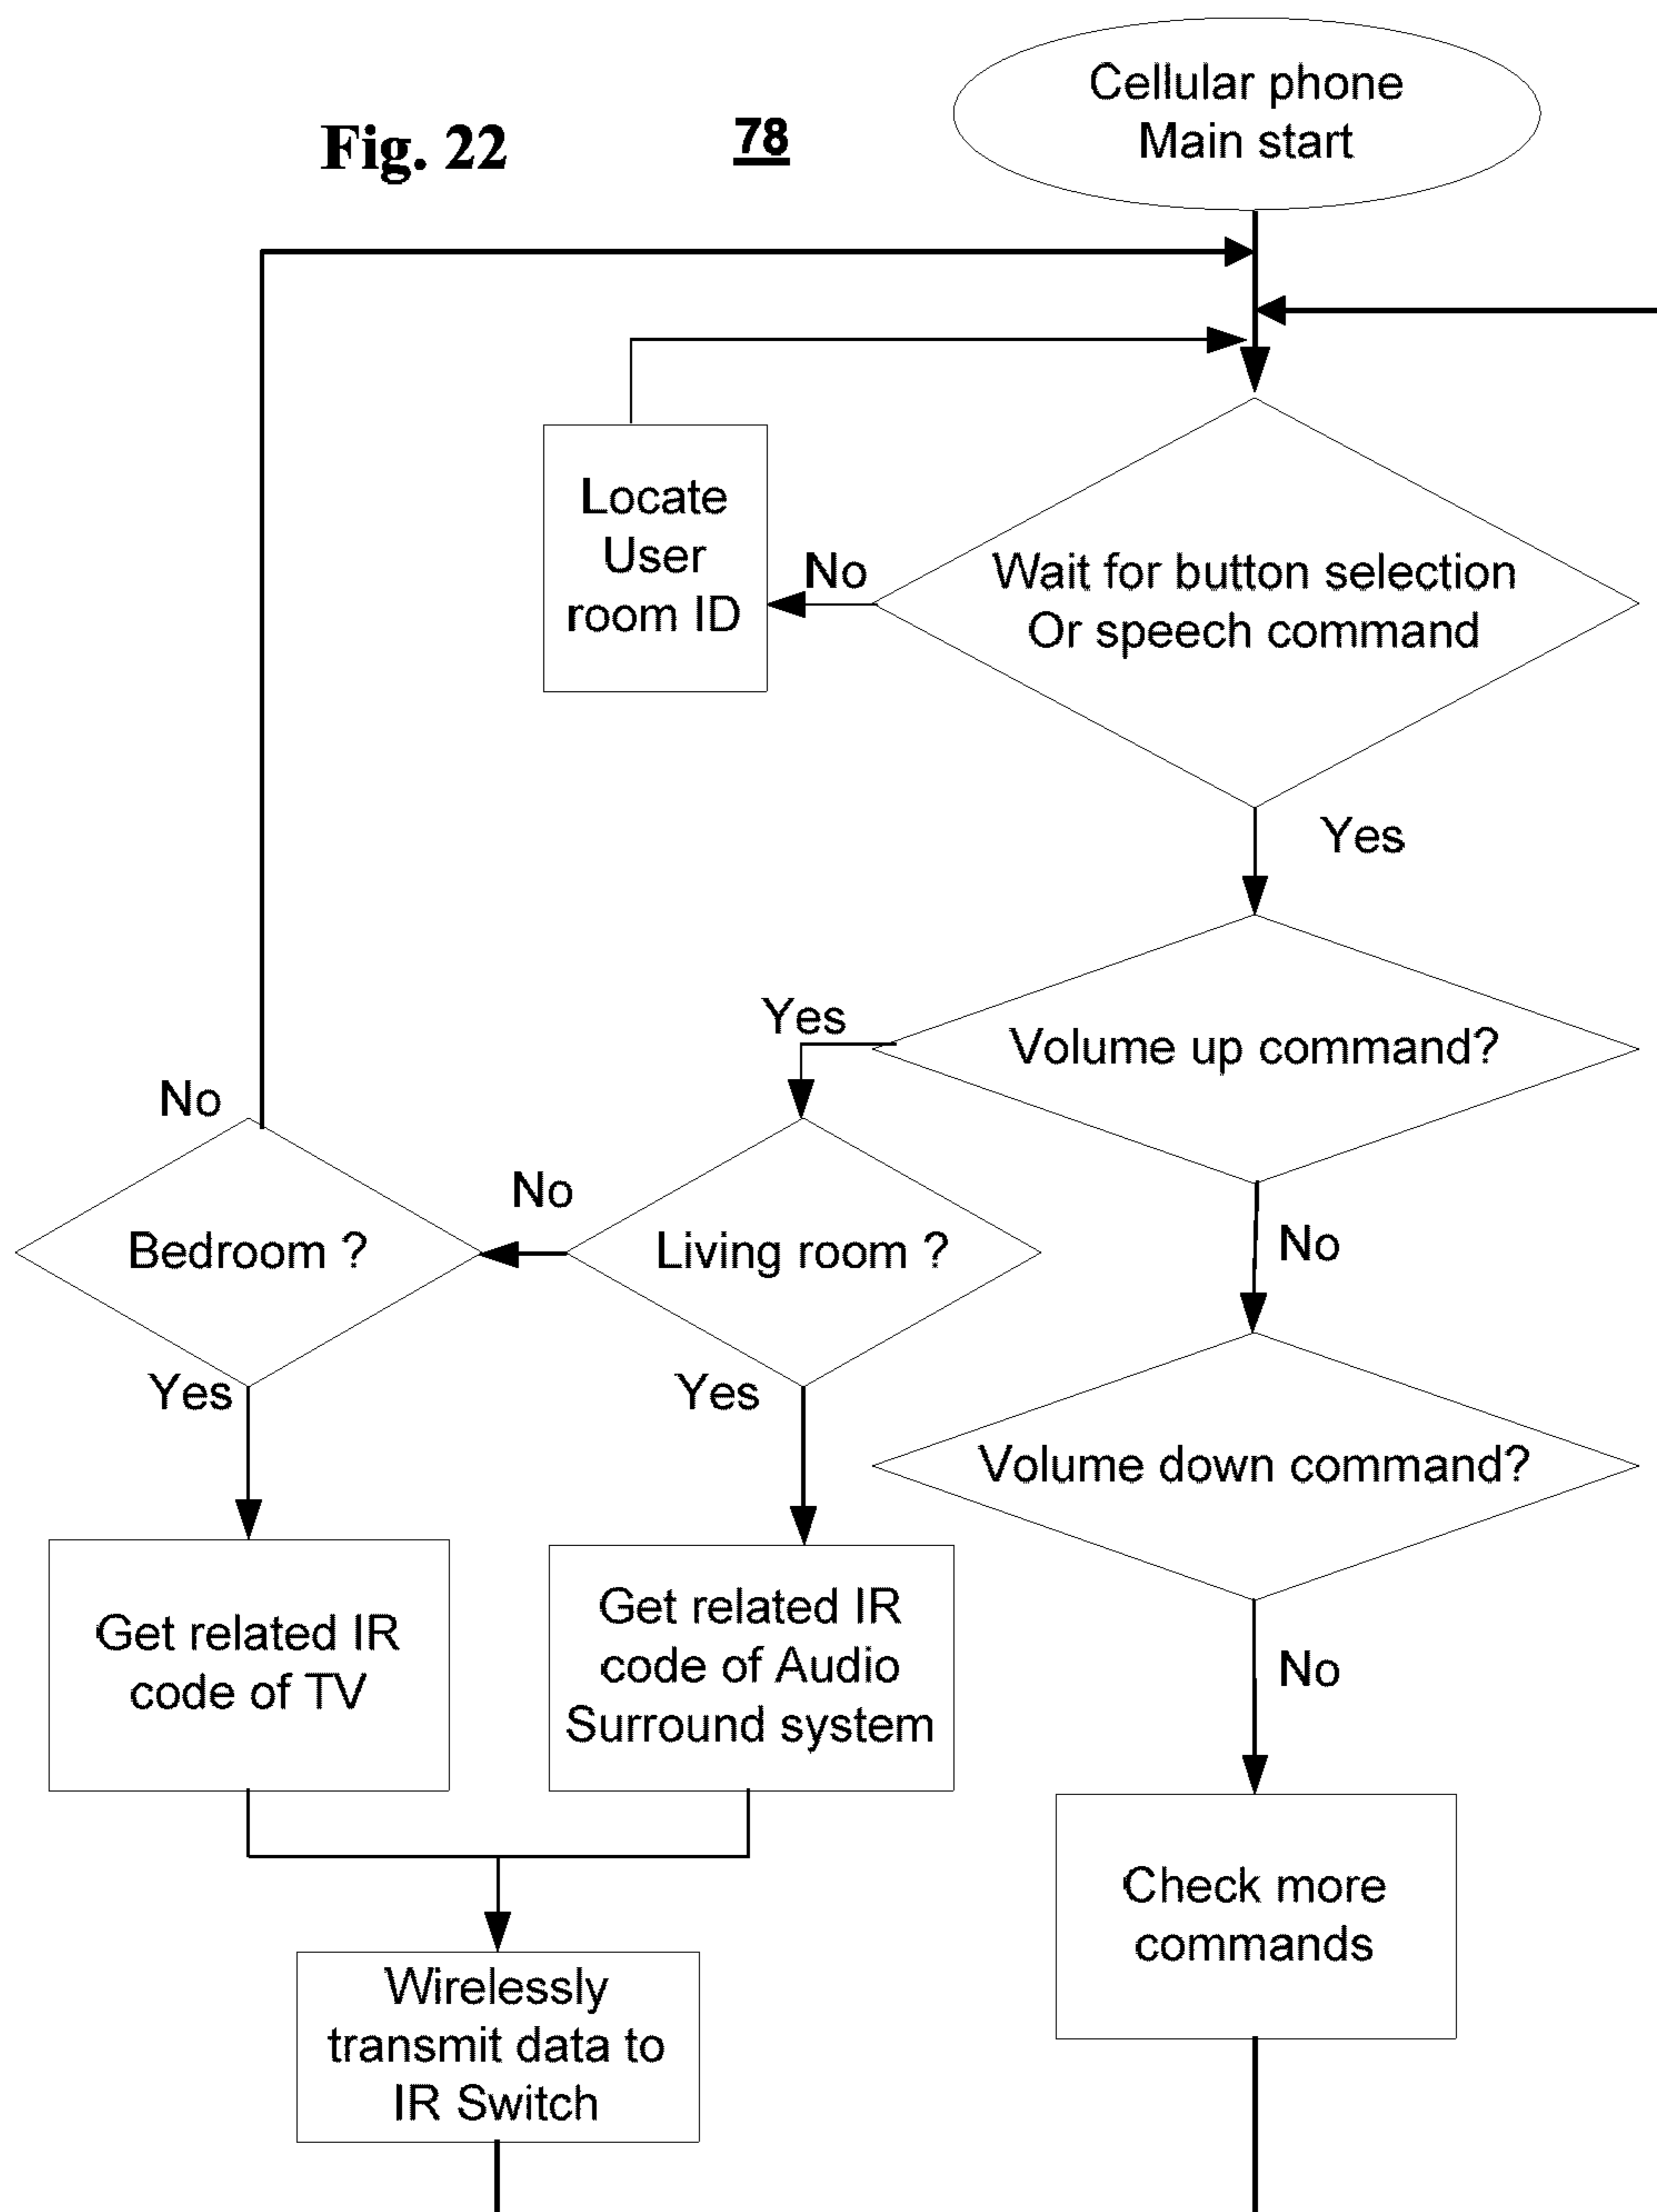 Cellular phone
Main start
Fig. 22
78
Locate
User
room ID
No
Wait for button selection
Or speech command
Yes
Yes
Volume up command?
No
No
Bedroom ?
Living room ?
No
Yes
Yes
Volume down command?
Get related IR
code of TV
Get related IR
code of Audio
Surround system
No
Check more
commands
Wirelessly
transmit data to
IR Switch